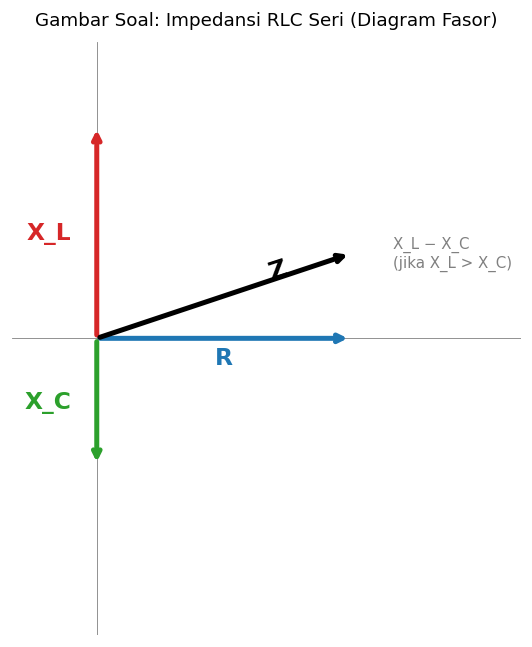 Gambar Soal: Impedansi RLC Seri (Diagram Fasor)
X_L
Z
X_L − X_C
(jika X_L > X_C)
R
X_C